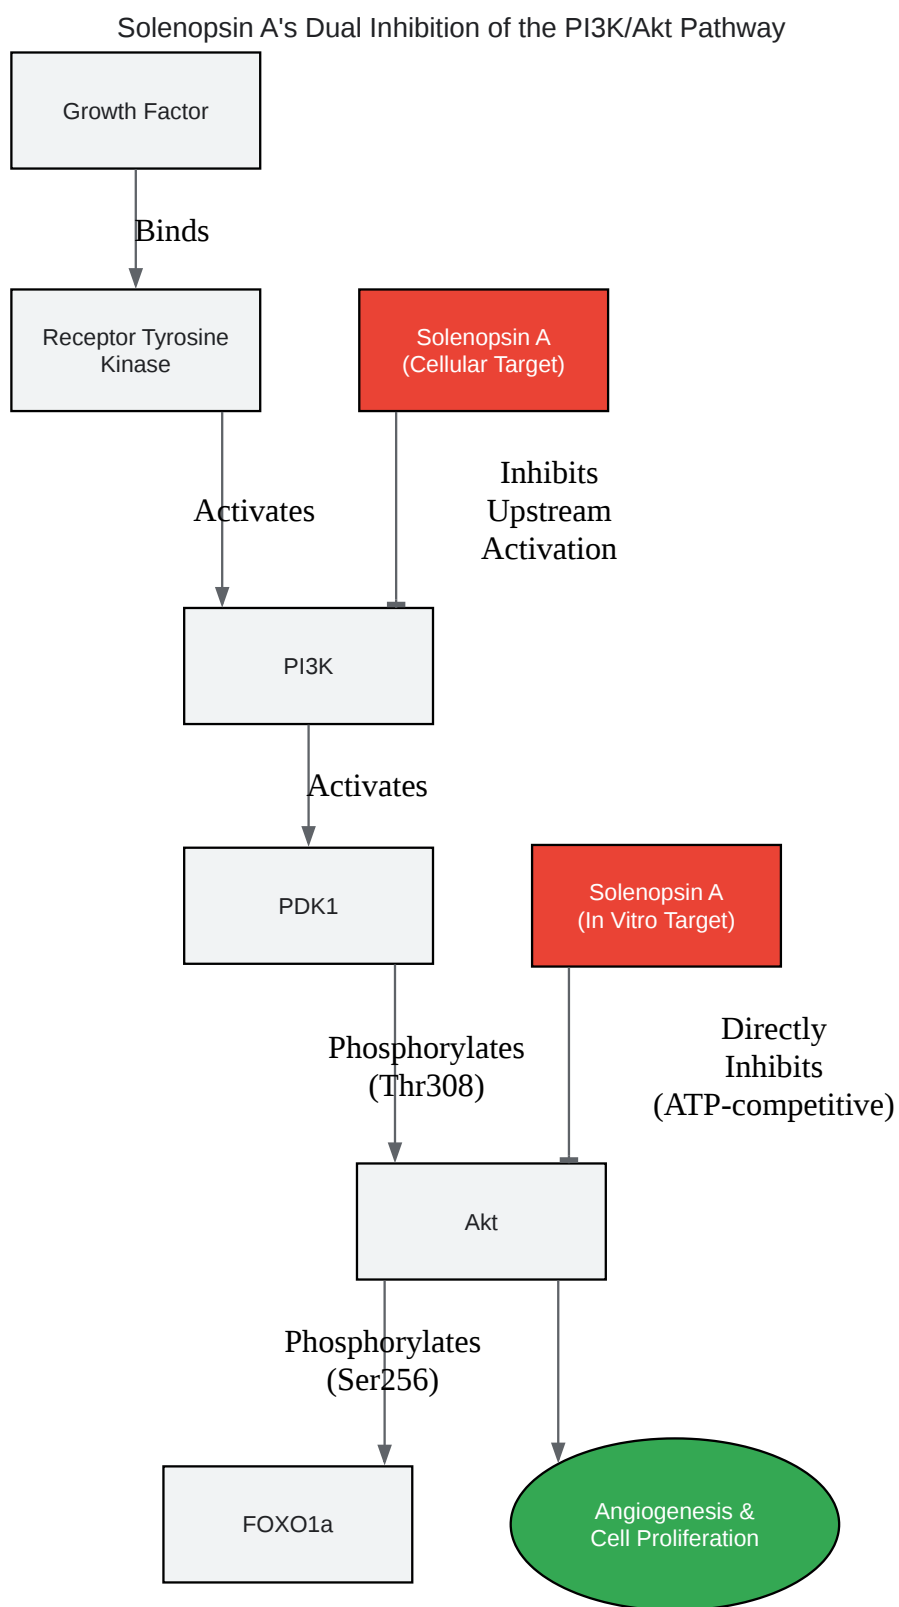 Solenopsin A's Dual Inhibition of the PI3K/Akt Pathway
Growth Factor
Binds
Receptor Tyrosine
Kinase
Solenopsin A
(Cellular Target)
Activates
Inhibits
Upstream
Activation
PI3K
Activates
PDK1
Solenopsin A
(In Vitro Target)
Phosphorylates
(Thr308)
Directly
Inhibits
(ATP-competitive)
Akt
Phosphorylates
(Ser256)
FOXO1a
Angiogenesis &
Cell Proliferation